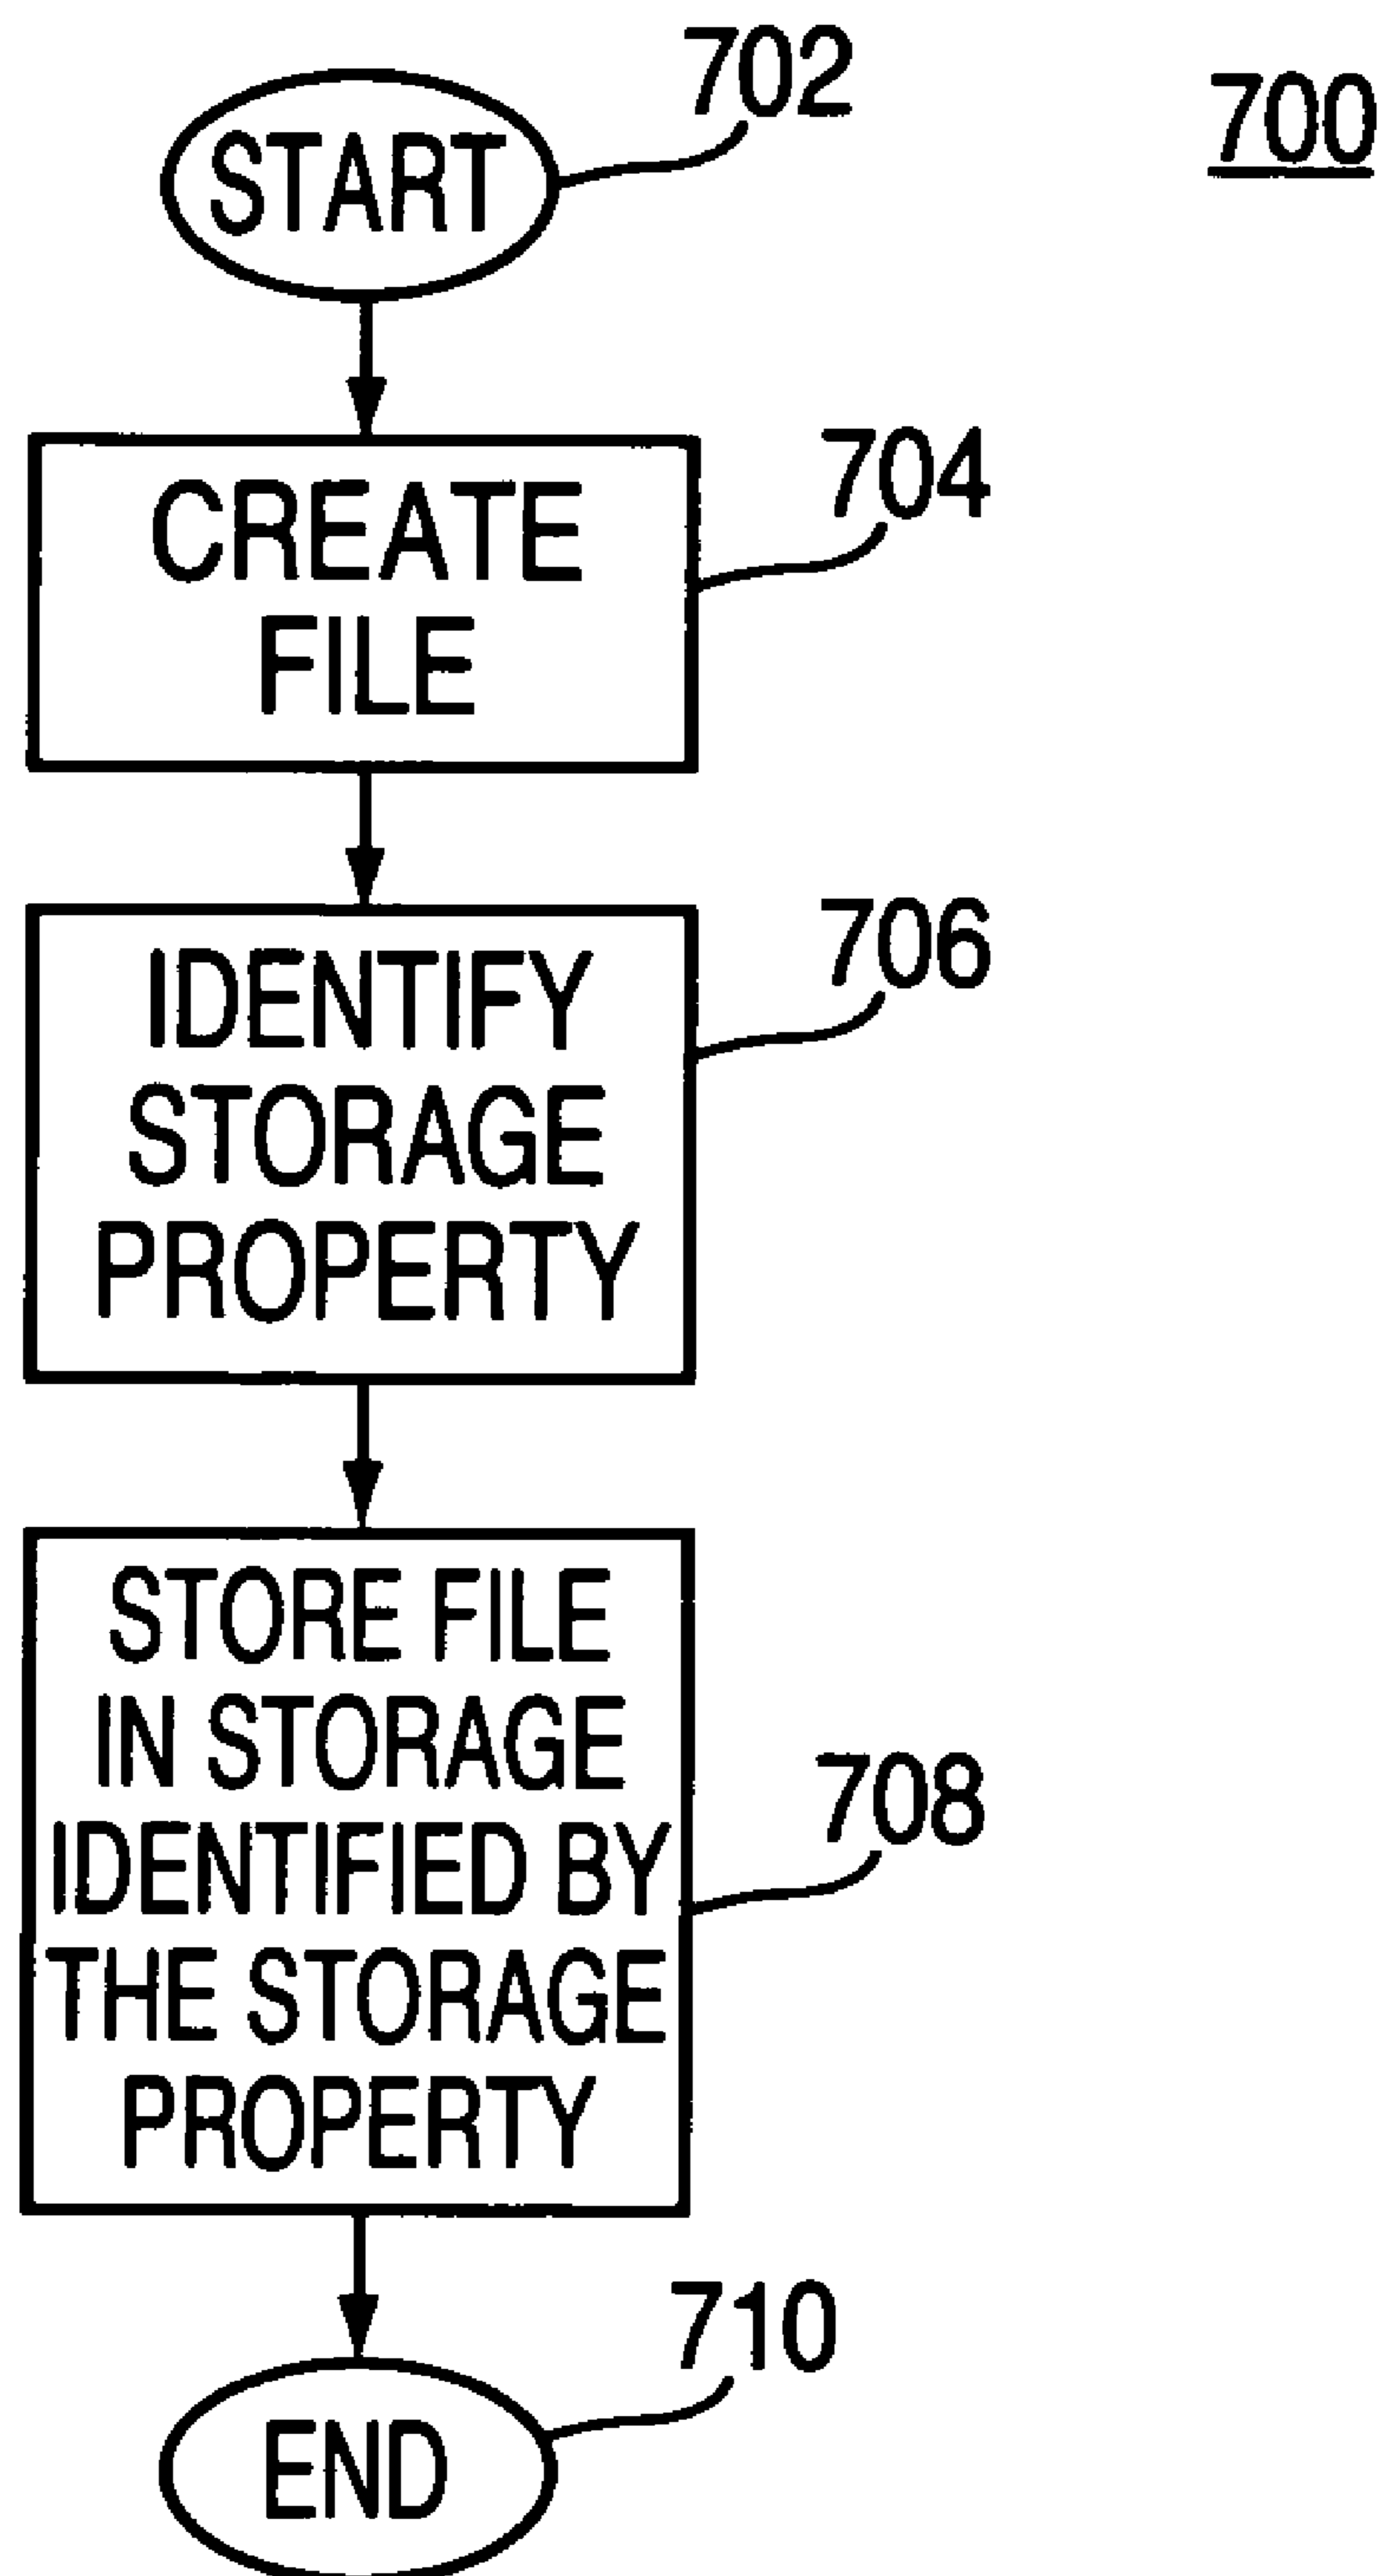 702
700
START
704
CREATE
FILE
706
IDENTIFY
STORAGE
PROPERTY
STORE FILE
IN STORAGE
IDENTIFIED BY
THE STORAGE
PROPERTY
708
710
END